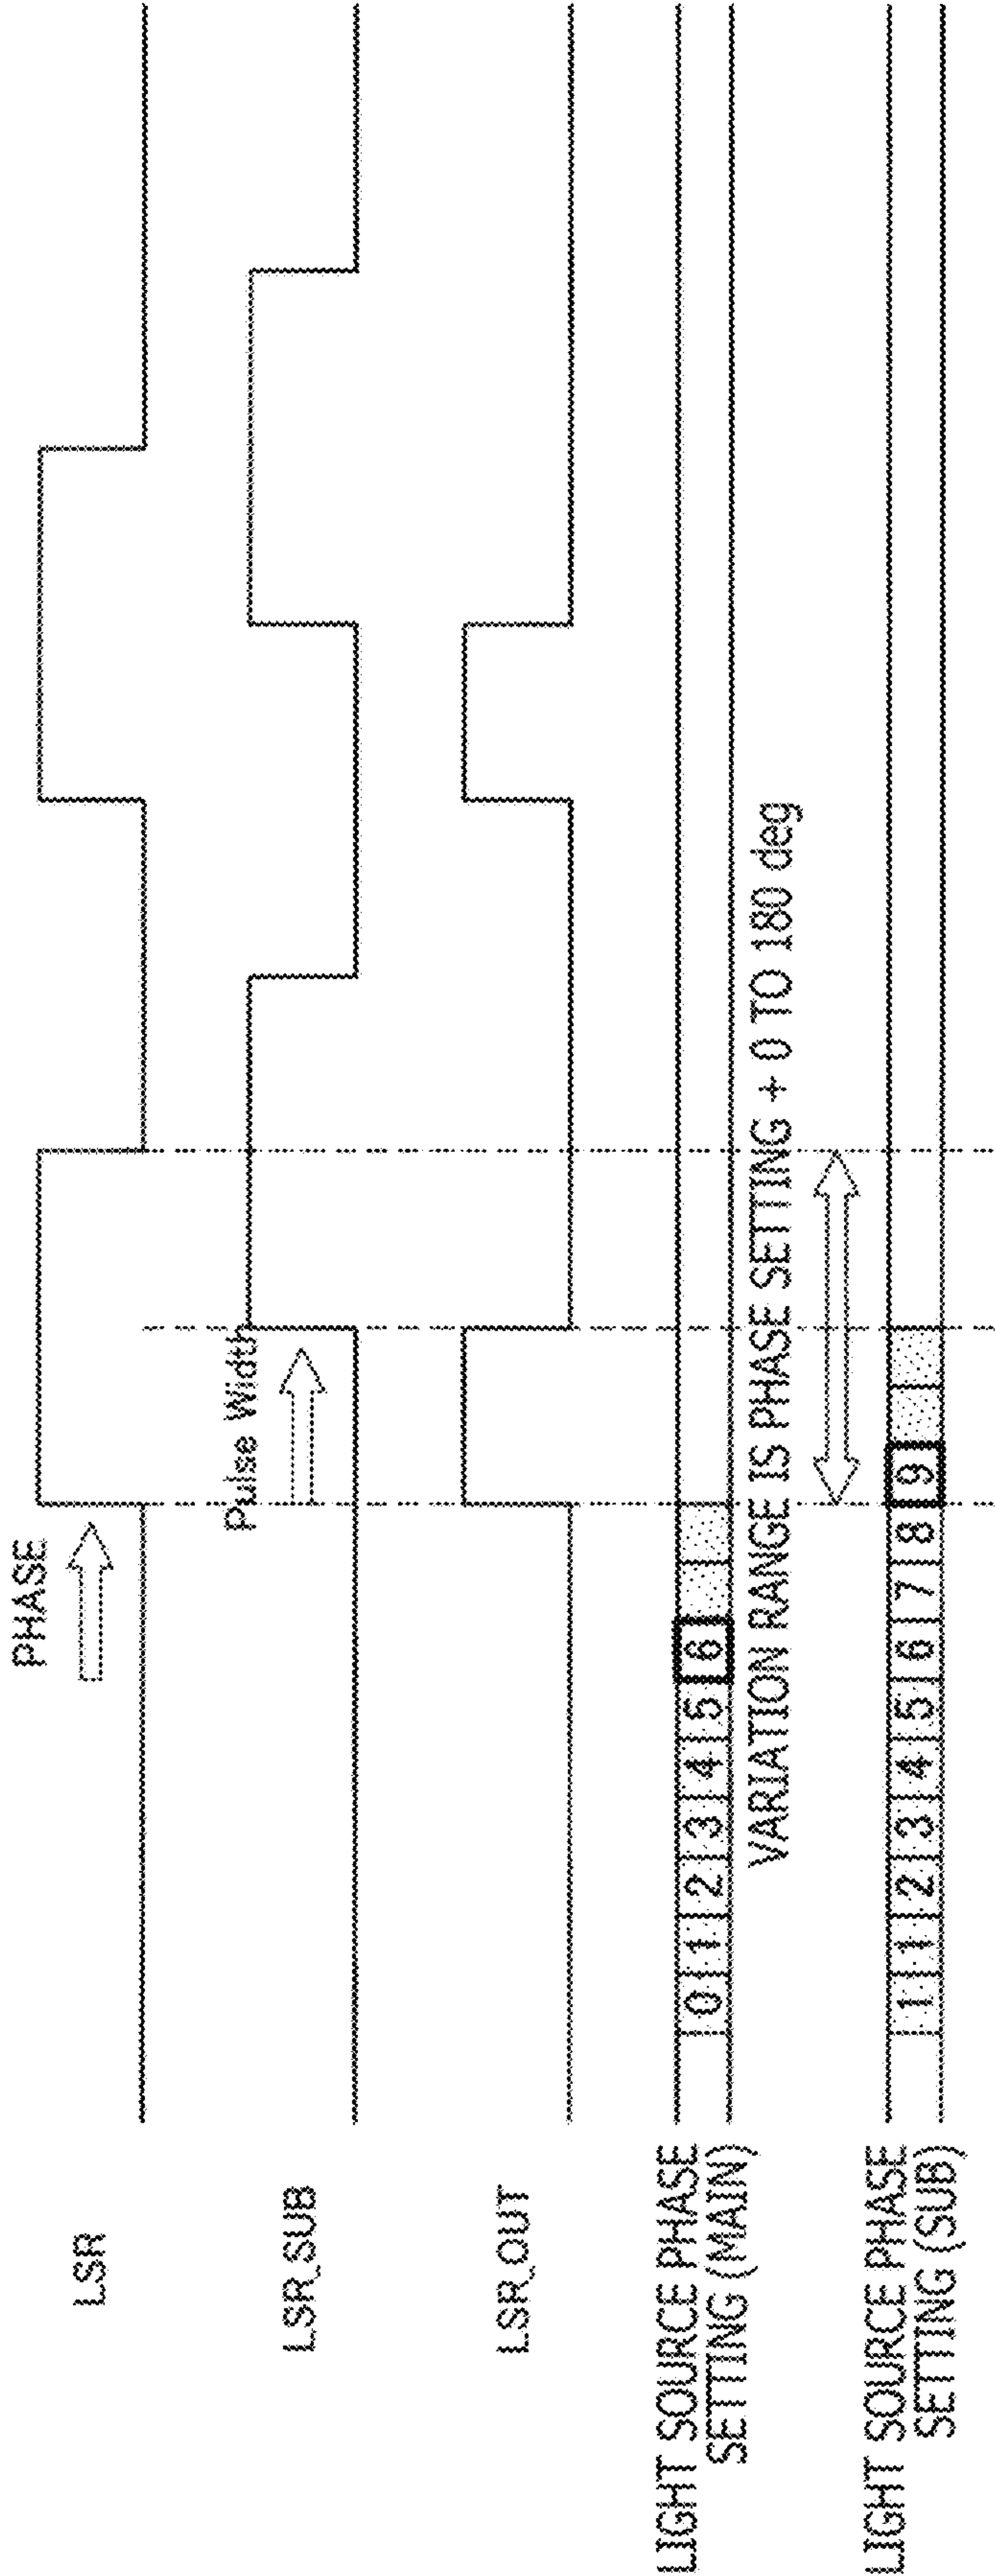 PHASE
LSR
Pulse Width
LSR_SUB
LSR_OUT
LIGHT SOURCE PHASE
SETTING (MAIN)
0 1 2 3 4 5 6
VARIATION RANGE IS PHASE SETTING + 0 TO 180 deg
LIGHT SOURCE PHASE
SETTING (SUB)
1 1 2 3 4 5 6 7 8 9